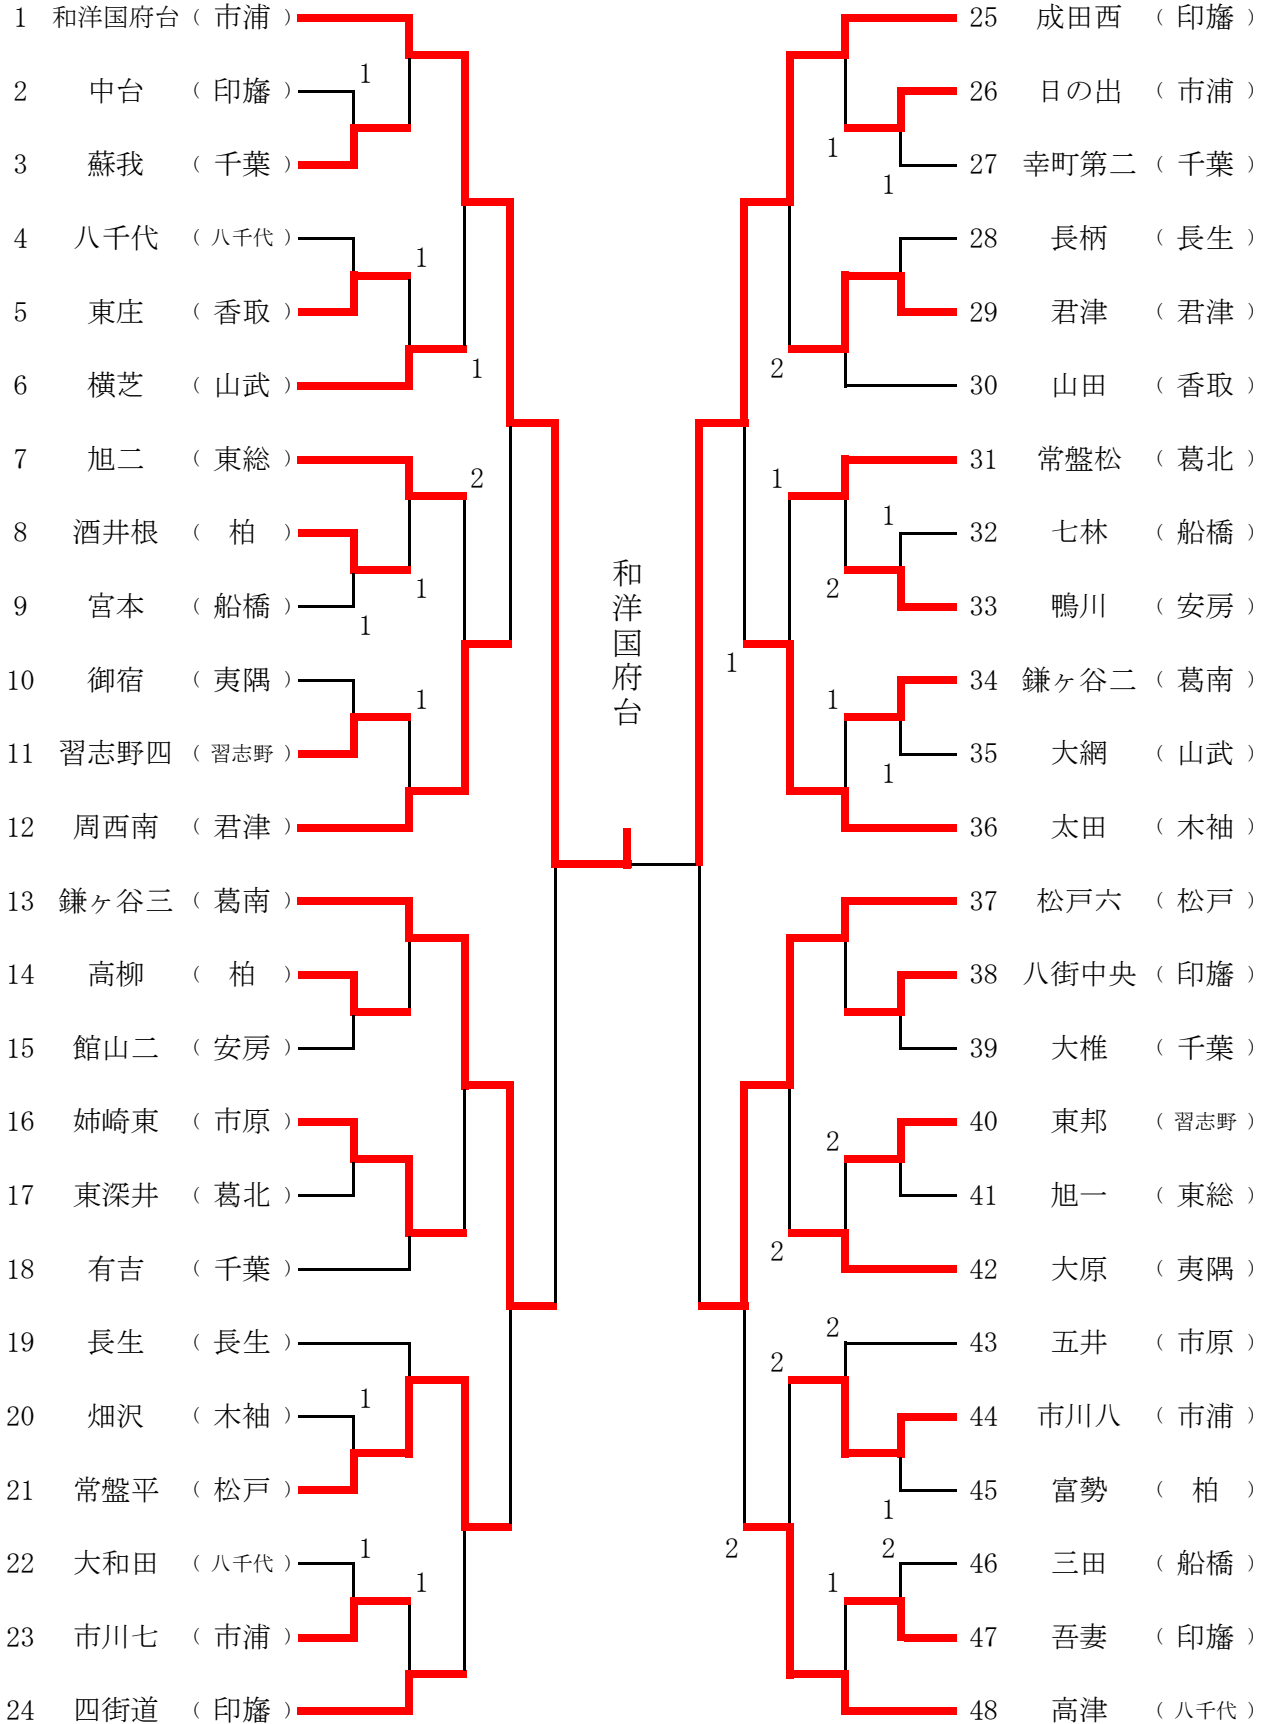 1 和洋国府台 （ 市浦 ）
1
2 中台 （ 印旛 ）
3 蘇我 （ 千葉 ）
4 八千代 （ 八千代 ）
1
5 東庄 （ 香取 ）
1
6 横芝 （ 山武 ）
7 旭二 （ 東総 ）
2
8 酒井根 （ 柏 ）
1
9 宮本 （ 船橋 ）
1
10 御宿 （ 夷隅 ）
1
11 習志野四 （ 習志野 ）
12 周西南 （ 君津 ）
13 鎌ヶ谷三 （ 葛南 ）
14 高柳 （ 柏 ）
15 館山二 （ 安房 ）
16 姉崎東 （ 市原 ）
17 東深井 （ 葛北 ）
18 有吉 （ 千葉 ）
19 長生 （ 長生 ）
1
20 畑沢 （ 木袖 ）
21 常盤平 （ 松戸 ）
1
22 大和田 （ 八千代 ）
1
23 市川七 （ 市浦 ）
24 四街道 （ 印旛 ）
和洋国府台
25 成田西 （ 印旛 ）
26 日の出 （ 市浦 ）
1
27 幸町第二 （ 千葉 ）
1
28 長柄 （ 長生 ）
29 君津 （ 君津 ）
2
30 山田 （ 香取 ）
31 常盤松 （ 葛北 ）
1
1
32 七林 （ 船橋 ）
2
33 鴨川 （ 安房 ）
1
34 鎌ヶ谷二 （ 葛南 ）
1
35 大網 （ 山武 ）
1
36 太田 （ 木袖 ）
37 松戸六 （ 松戸 ）
38 八街中央 （ 印旛 ）
39 大椎 （ 千葉 ）
40 東邦 （ 習志野 ）
2
41 旭一 （ 東総 ）
2
42 大原 （ 夷隅 ）
2
43 五井 （ 市原 ）
2
44 市川八 （ 市浦 ）
45 富勢 （ 柏 ）
1
2
2
46 三田 （ 船橋 ）
1
47 吾妻 （ 印旛 ）
48 高津 （ 八千代 ）